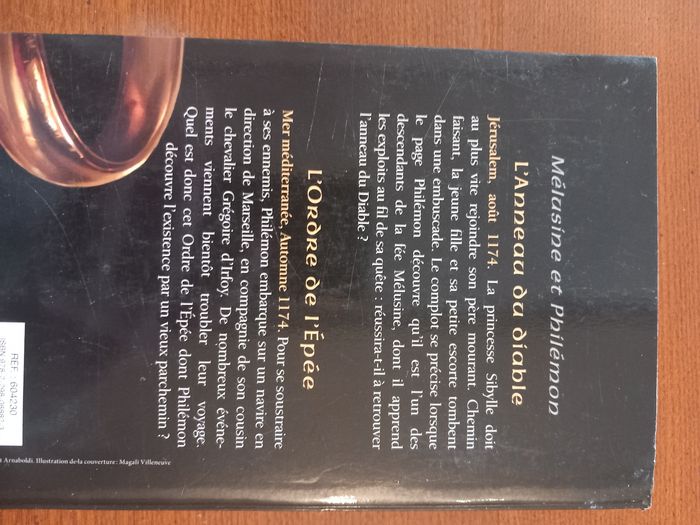 Mélusine et Philémon
L'Anneau du diable
Jérusalem, août 1174. La princesse Sibylle doit
au plus vite rejoindre son père mourant. Chemin
faisant, la jeune fille et sa petite escorte tombent
dans une embuscade. Le complot se précise lorsque
le page Philémon découvre qu'il est l'un des
descendants de la fée Mélusine, dont il apprend
les exploits au fil de sa quête : réussira-t-il à retrouver
l'anneau du Diable ?
L'Ordre de l'Épée
Mer méditerranée, Automne 1174. Pour se soustraire
à ses ennemis, Philémon embarque sur un navire en
direction de Marseille, en compagnie de son cousin
le chevalier Grégoire d'Infoy. De nombreux événe-
ments viennent bientôt troubler leur voyage.
Quel est donc cet Ordre de l'Épée dont Philémon
découvre l'existence par un vieux parchemin ?
Arnaboldi. Illustration de la couverture : Magali Villeneuve
REF. : 604230
ISBN 978